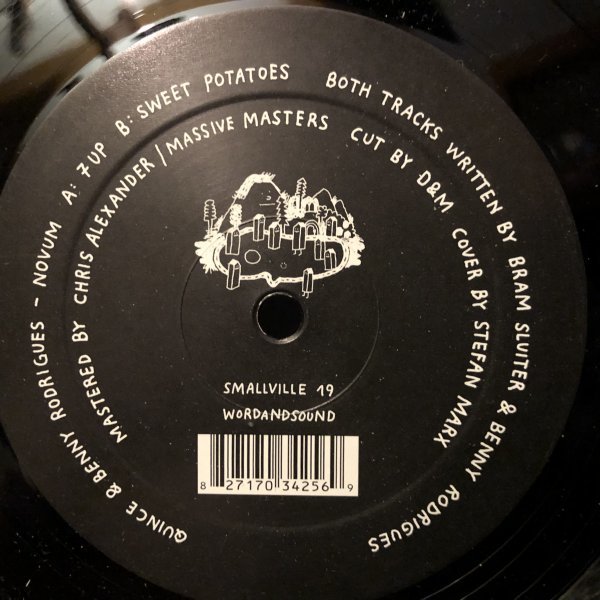 QUINCE & BENNY RODRIGUES - NOVUM A: 7UP B: SWEET POTATOES BOTH TRACKS WRITTEN BY BRAM SLUITER & BENNY RODRIGUES
MASTERED BY CHRIS ALEXANDER / MASSIVE MASTERS CUT BY D&M COVER BY STEFAN MARX
SMALLVILLE 19
WORDANDSOUND
8 27170 34256 9